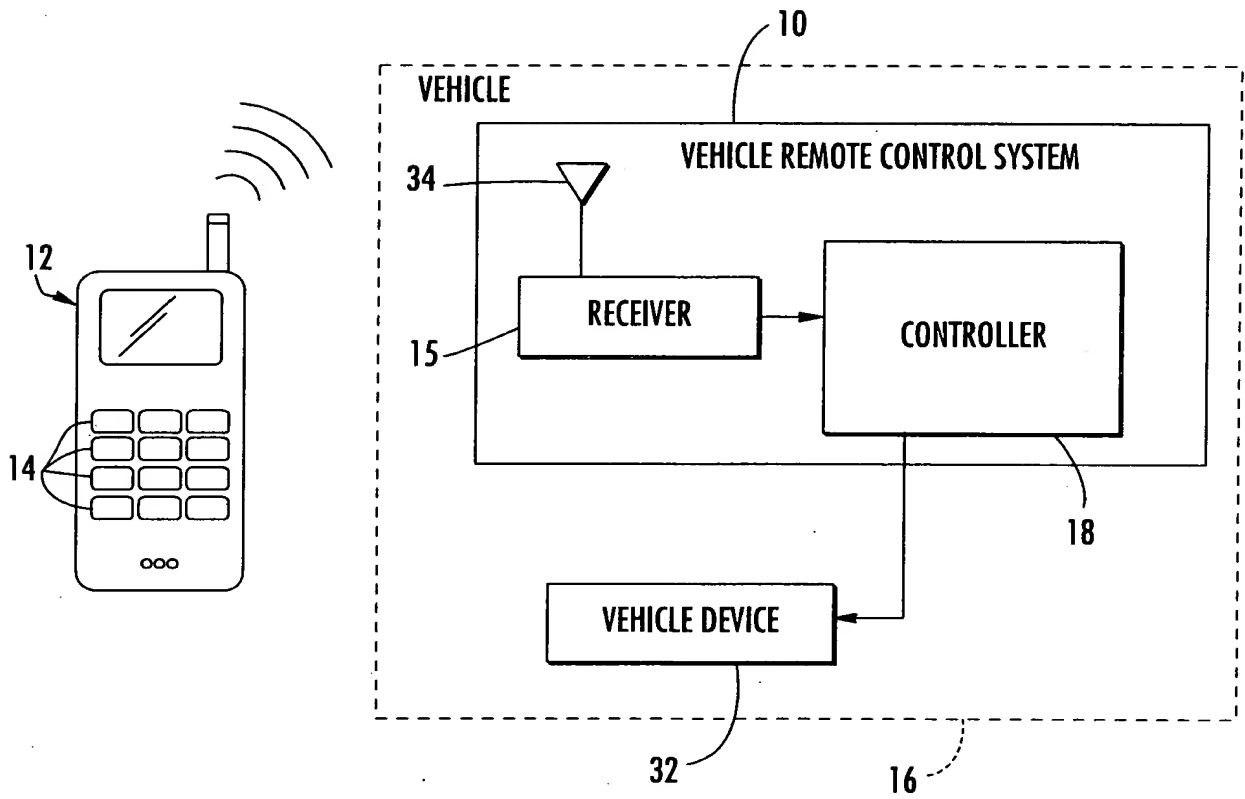 10
VEHICLE
VEHICLE REMOTE CONTROL SYSTEM
34
12
RECEIVER
CONTROLLER
15
14
18
VEHICLE DEVICE
32
16